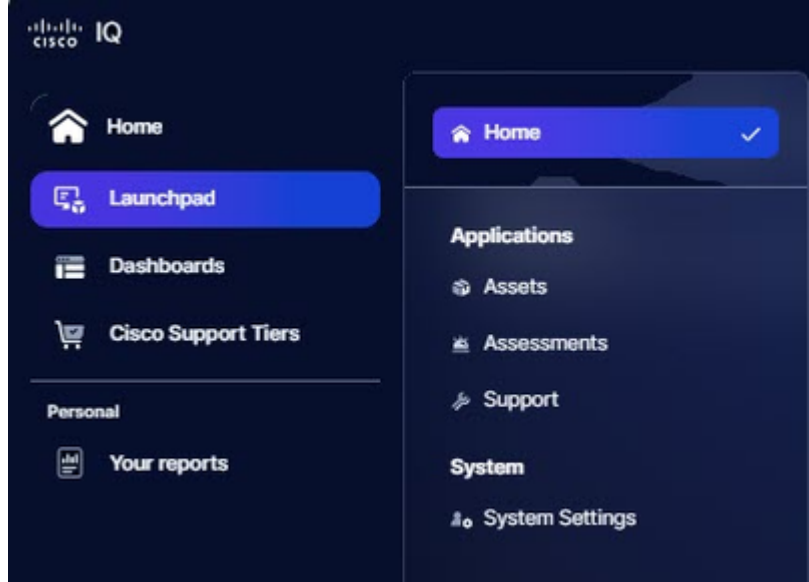 CISCO IQ
Home
Launchpad
Dashboards
Cisco Support Tiers
Personal
Your reports
Home
Applications
Assets
Assessments
Support
System
System Settings